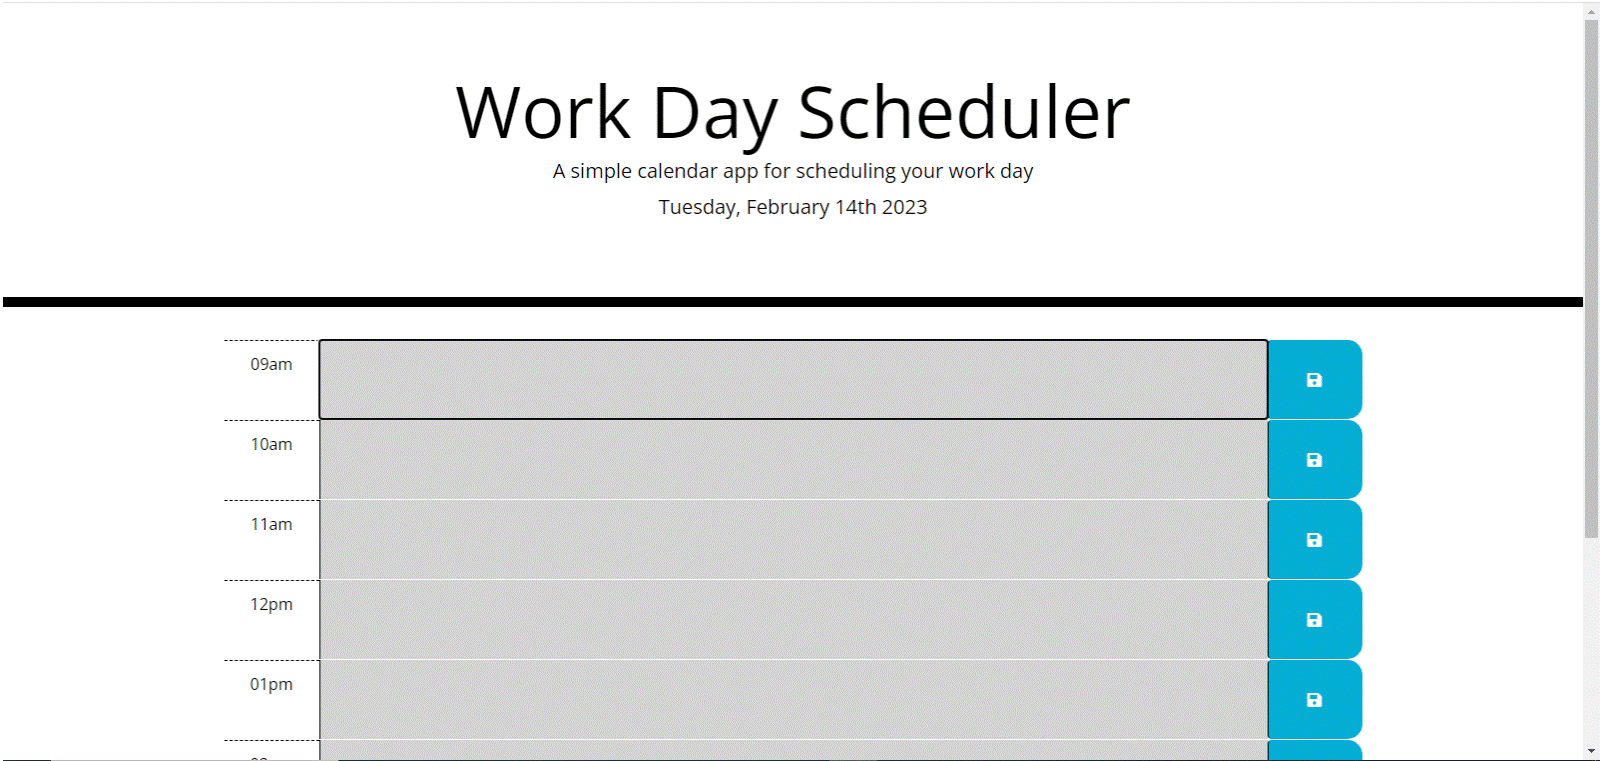 Work Day Scheduler
A simple calendar app for scheduling your work day
Tuesday, February 14th 2023
09am
10am
11am
12pm
01pm